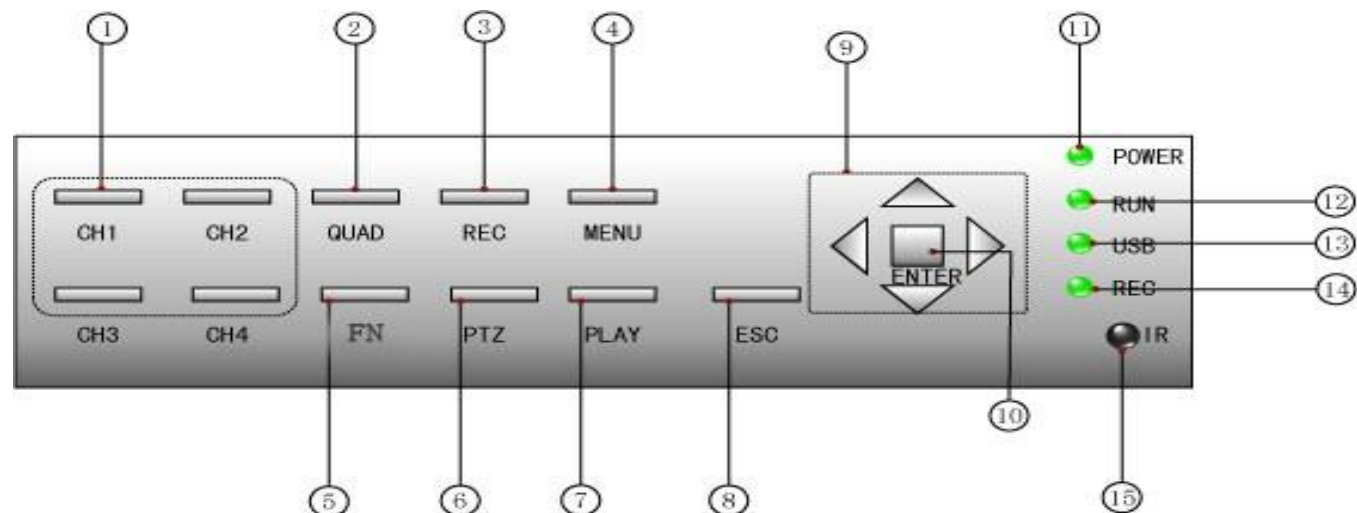 ① ② ③ ④ ⑨ ⑪
POWER
RUN ⑫
CH1 CH2 QUAD REC MENU
USB ⑬
ENTER
REC ⑭
CH3 CH4 FN PTZ PLAY ESC IR
⑩
⑤ ⑥ ⑦ ⑧ ⑮